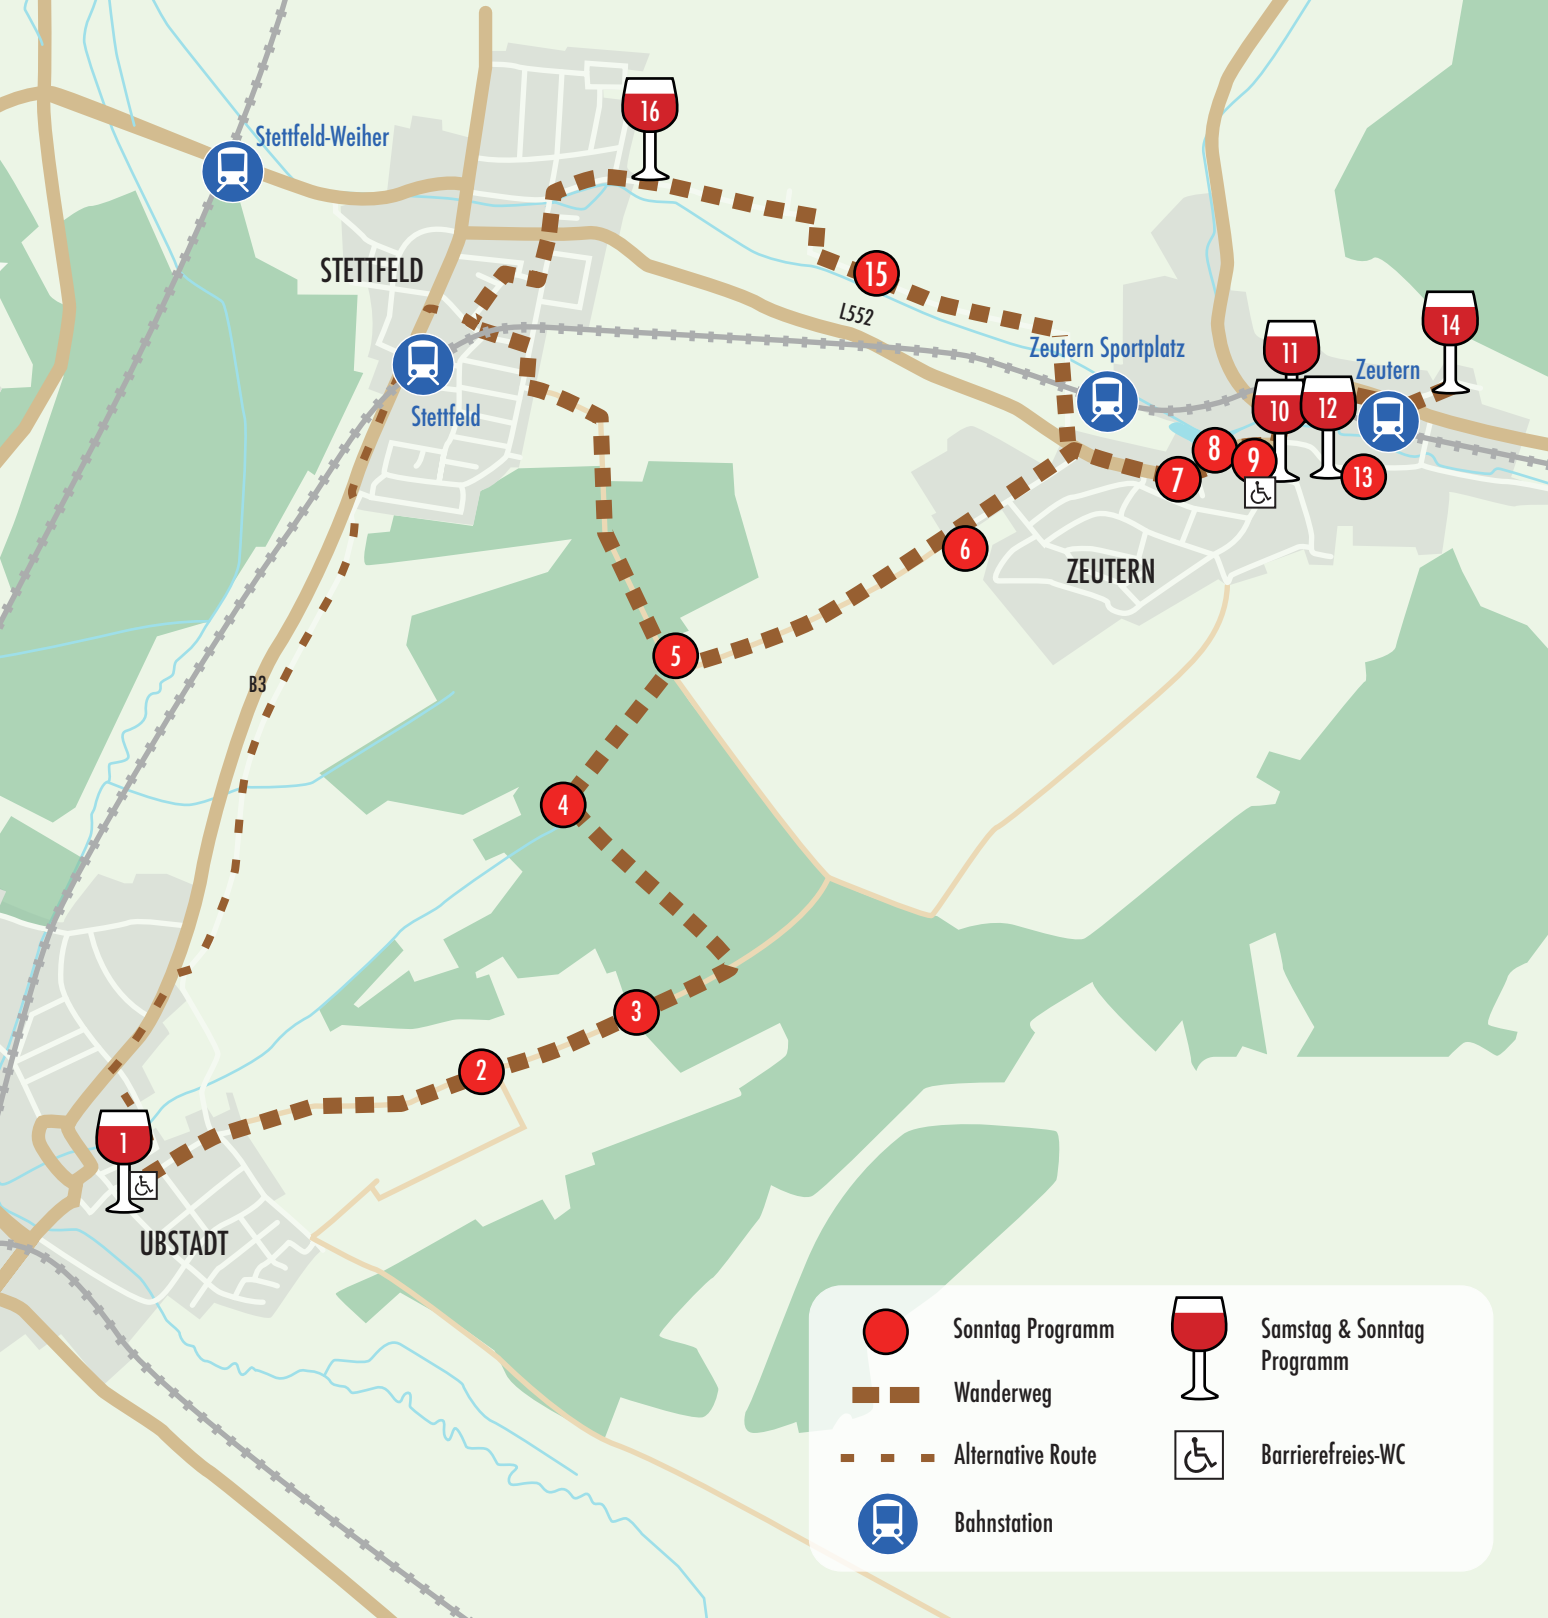 16
Stettfeld-Weiher
STETTFELD
15
L552
14
Zeutern Sportplatz
11
Zeutern
10
12
Stettfeld
8
9
7
13
6
ZEUTERN
5
B3
4
3
2
1
UBSTADT
Sonntag Programm
Samstag & Sonntag
Programm
Wanderweg
Alternative Route
Barrierefreies-WC
Bahnstation